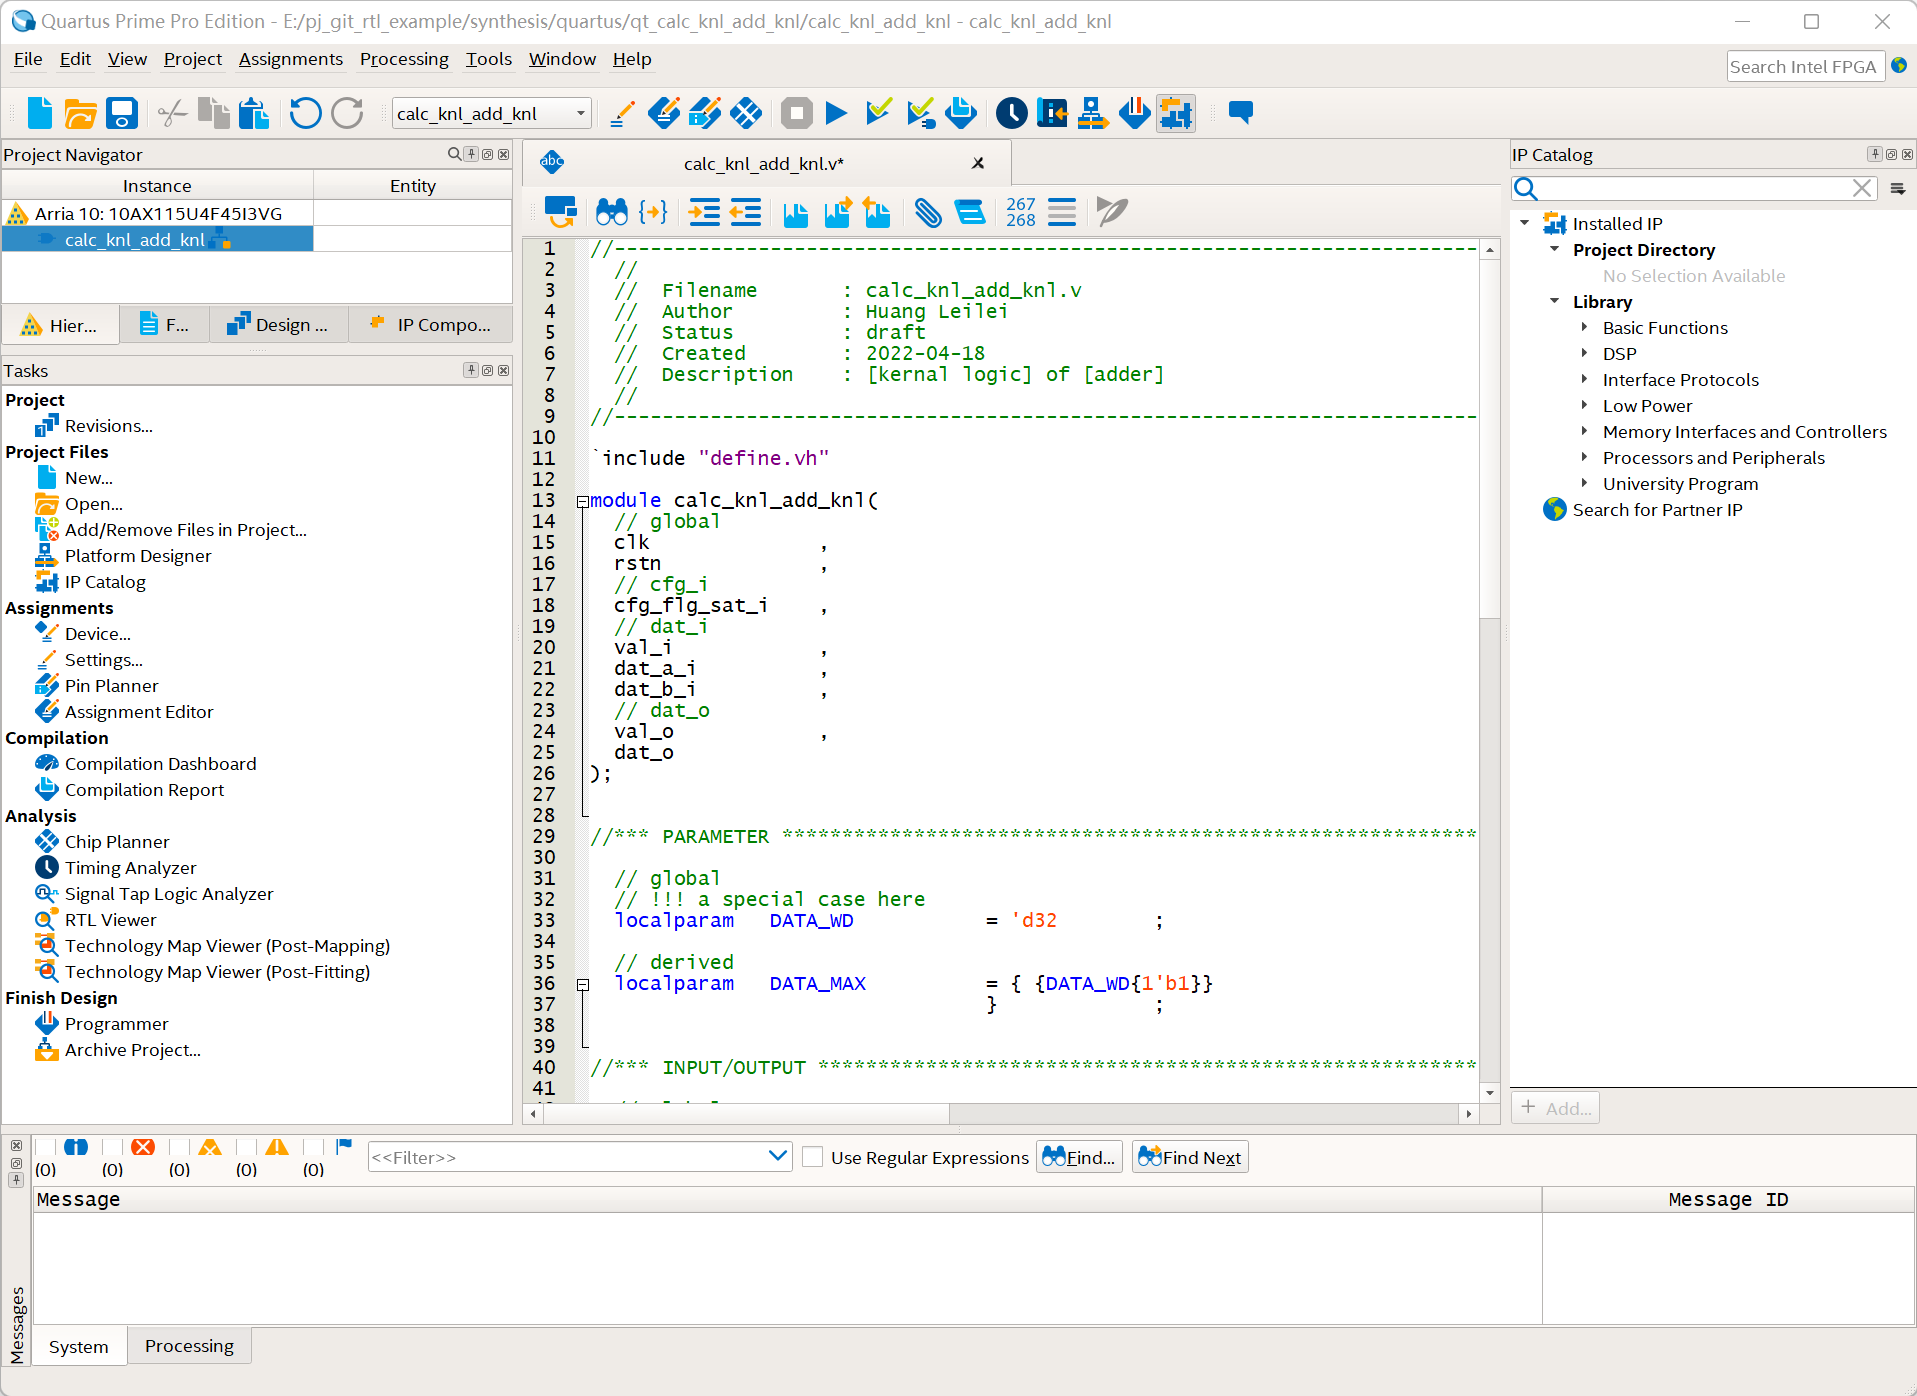 Quartus Prime Pro Edition - E:/pj_git_rtl_example/synthesis/quartus/qt_calc_knl_add_knl/calc_knl_add_knl - calc_knl_add_knl
File Edit View Project Assignments Processing Tools Window Help
Search Intel FPGA
calc_knl_add_knl
Project Navigator
Instance Entity
Arria 10: 10AX115U4F45I3VG
calc_knl_add_knl
Hier... F... Design ... IP Compo...
Tasks
Project
Revisions...
Project Files
New...
Open...
Add/Remove Files in Project...
Platform Designer
IP Catalog
Assignments
Device...
Settings...
Pin Planner
Assignment Editor
Compilation
Compilation Dashboard
Compilation Report
Analysis
Chip Planner
Timing Analyzer
Signal Tap Logic Analyzer
RTL Viewer
Technology Map Viewer (Post-Mapping)
Technology Map Viewer (Post-Fitting)
Finish Design
Programmer
Archive Project...
abc calc_knl_add_knl.v*
267
268
1 //------------------------------------------------------------------------
2 //
3 // Filename : calc_knl_add_knl.v
4 // Author : Huang Leilei
5 // Status : draft
6 // Created : 2022-04-18
7 // Description : [kernal logic] of [adder]
8 //
9 //------------------------------------------------------------------------
10
11 `include "define.vh"
12
13 module calc_knl_add_knl(
14 // global
15 clk ,
16 rstn ,
17 // cfg_i
18 cfg_flg_sat_i ,
19 // dat_i
20 val_i ,
21 dat_a_i ,
22 dat_b_i ,
23 // dat_o
24 val_o ,
25 dat_o
26 );
27
28
29 //*** PARAMETER **********************************************************
30
31 // global
32 // !!! a special case here
33 localparam DATA_WD = 'd32 ;
34
35 // derived
36 localparam DATA_MAX = { {DATA_WD{1'b1}}
37 } ;
38
39
40 //*** INPUT/OUTPUT *******************************************************
41
IP Catalog
Installed IP
Project Directory
No Selection Available
Library
Basic Functions
DSP
Interface Protocols
Low Power
Memory Interfaces and Controllers
Processors and Peripherals
University Program
Search for Partner IP
+ Add...
(0) (0) (0) (0) (0)
<<Filter>>
Use Regular Expressions
Find...
Find Next
Message Message ID
Messages
System Processing